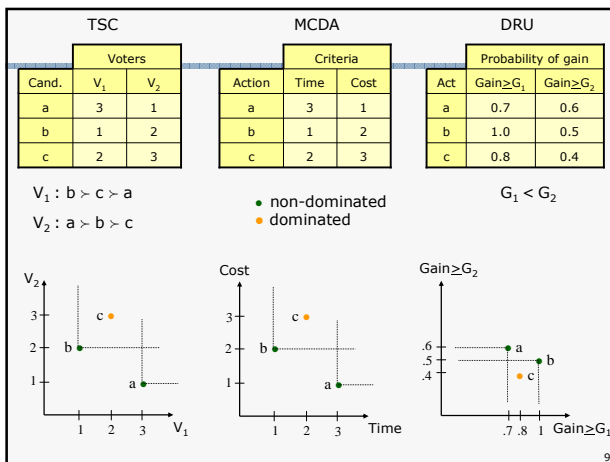 TSC MCDA DRU
Voters Criteria Probability of gain
Cand. V1 V2 Action Time Cost Act Gain≥G1 Gain≥G2
a 3 1 a 3 1 a 0.7 0.6
b 1 2 b 1 2 b 1.0 0.5
c 2 3 c 2 3 c 0.8 0.4
V1 : b ≻ c ≻ a
V2 : a ≻ b ≻ c
non-dominated
dominated
G1 < G2
V2
3
2
1
c
b
a
1 2 3 V1
Cost
3
2
1
c
b
a
1 2 3 Time
Gain≥G2
.6
.5
.4
a
b
c
.7 .8 1 Gain≥G1
9